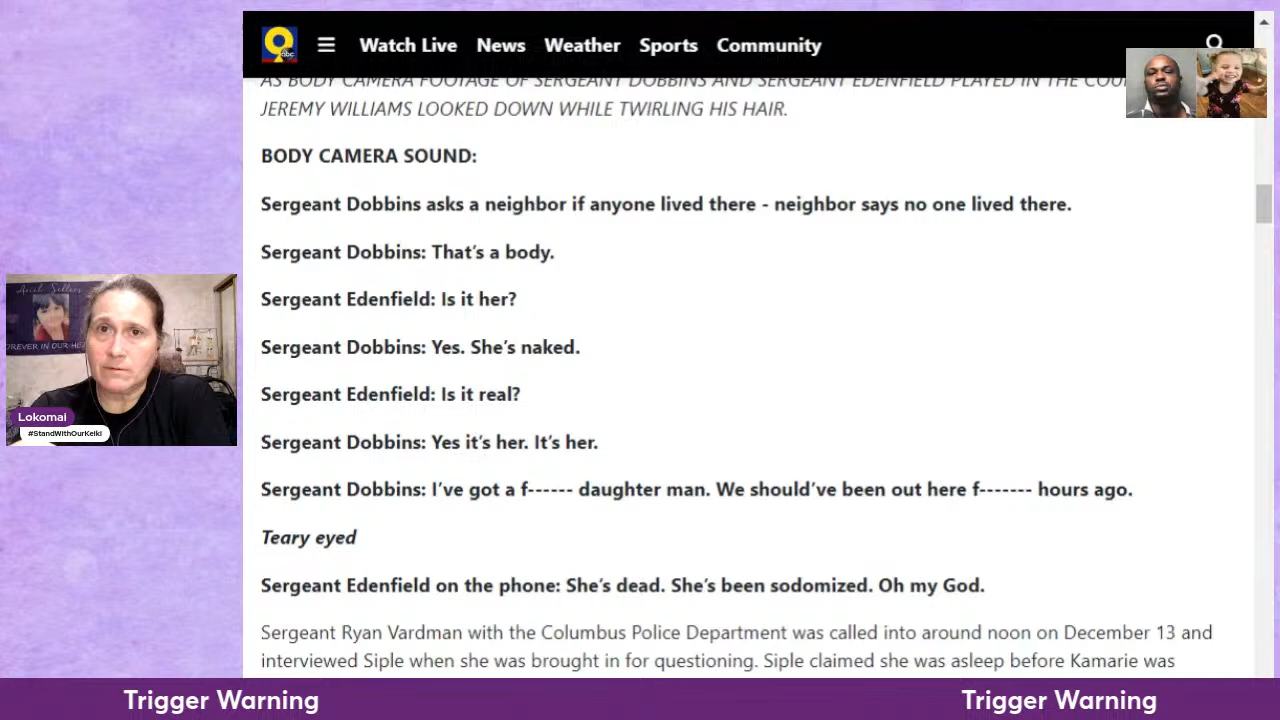 9
abc
Watch Live News Weather Sports Community
AS BODY CAMERA FOOTAGE OF SERGEANT DOBBINS AND SERGEANT EDENFIELD PLAYED IN THE COU
JEREMY WILLIAMS LOOKED DOWN WHILE TWIRLING HIS HAIR.
BODY CAMERA SOUND:
Sergeant Dobbins asks a neighbor if anyone lived there - neighbor says no one lived there.
Sergeant Dobbins: That's a body.
Sergeant Edenfield: Is it her?
Sergeant Dobbins: Yes. She's naked.
Sergeant Edenfield: Is it real?
Sergeant Dobbins: Yes it's her. It's her.
Sergeant Dobbins: I've got a f------ daughter man. We should've been out here f------- hours ago.
Teary eyed
Sergeant Edenfield on the phone: She's dead. She's been sodomized. Oh my God.
Sergeant Ryan Vardman with the Columbus Police Department was called into around noon on December 13 and
interviewed Siple when she was brought in for questioning. Siple claimed she was asleep before Kamarie was
OREVER IN OUR HEA
Lokomai
#StandWithOurKeiki
Trigger Warning
Trigger Warning